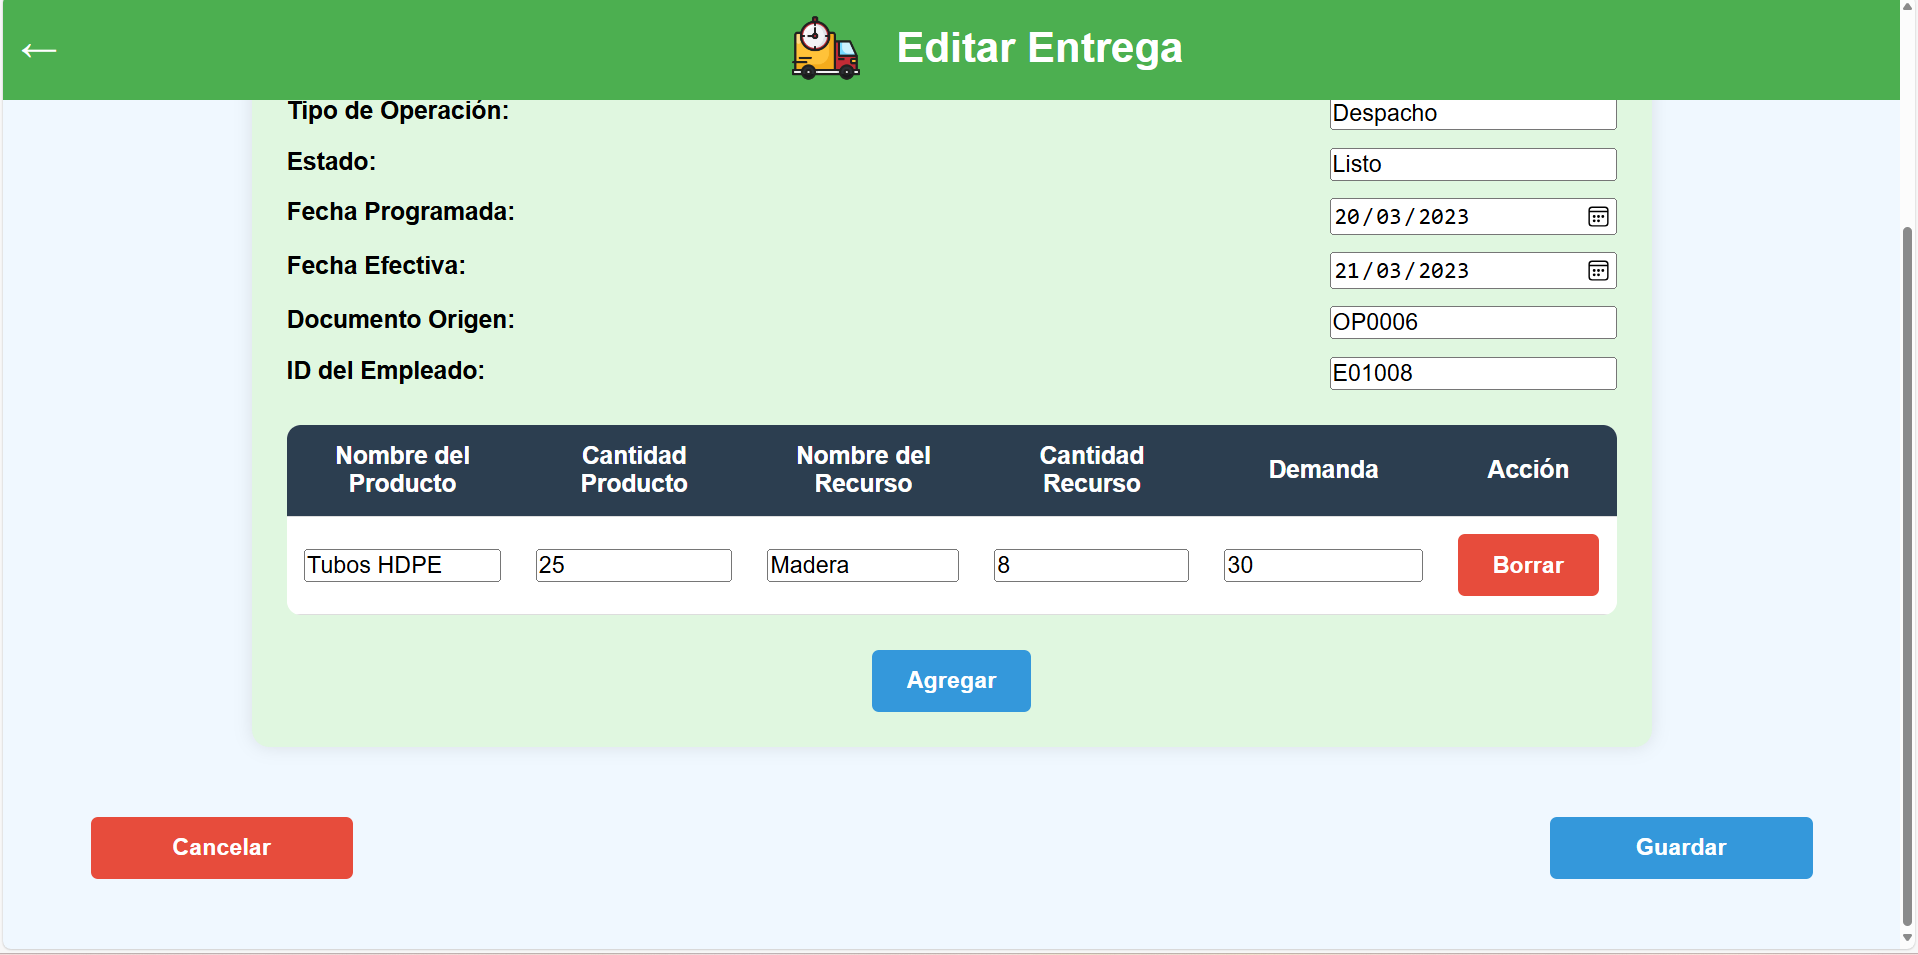 ←
Editar Entrega
Tipo de Operación:
Despacho
Estado:
Listo
Fecha Programada:
20/03/2023
Fecha Efectiva:
21/03/2023
Documento Origen:
OP0006
ID del Empleado:
E01008
Nombre del
Producto
Cantidad
Producto
Nombre del
Recurso
Cantidad
Recurso
Demanda
Acción
Tubos HDPE
25
Madera
8
30
Borrar
Agregar
Cancelar
Guardar